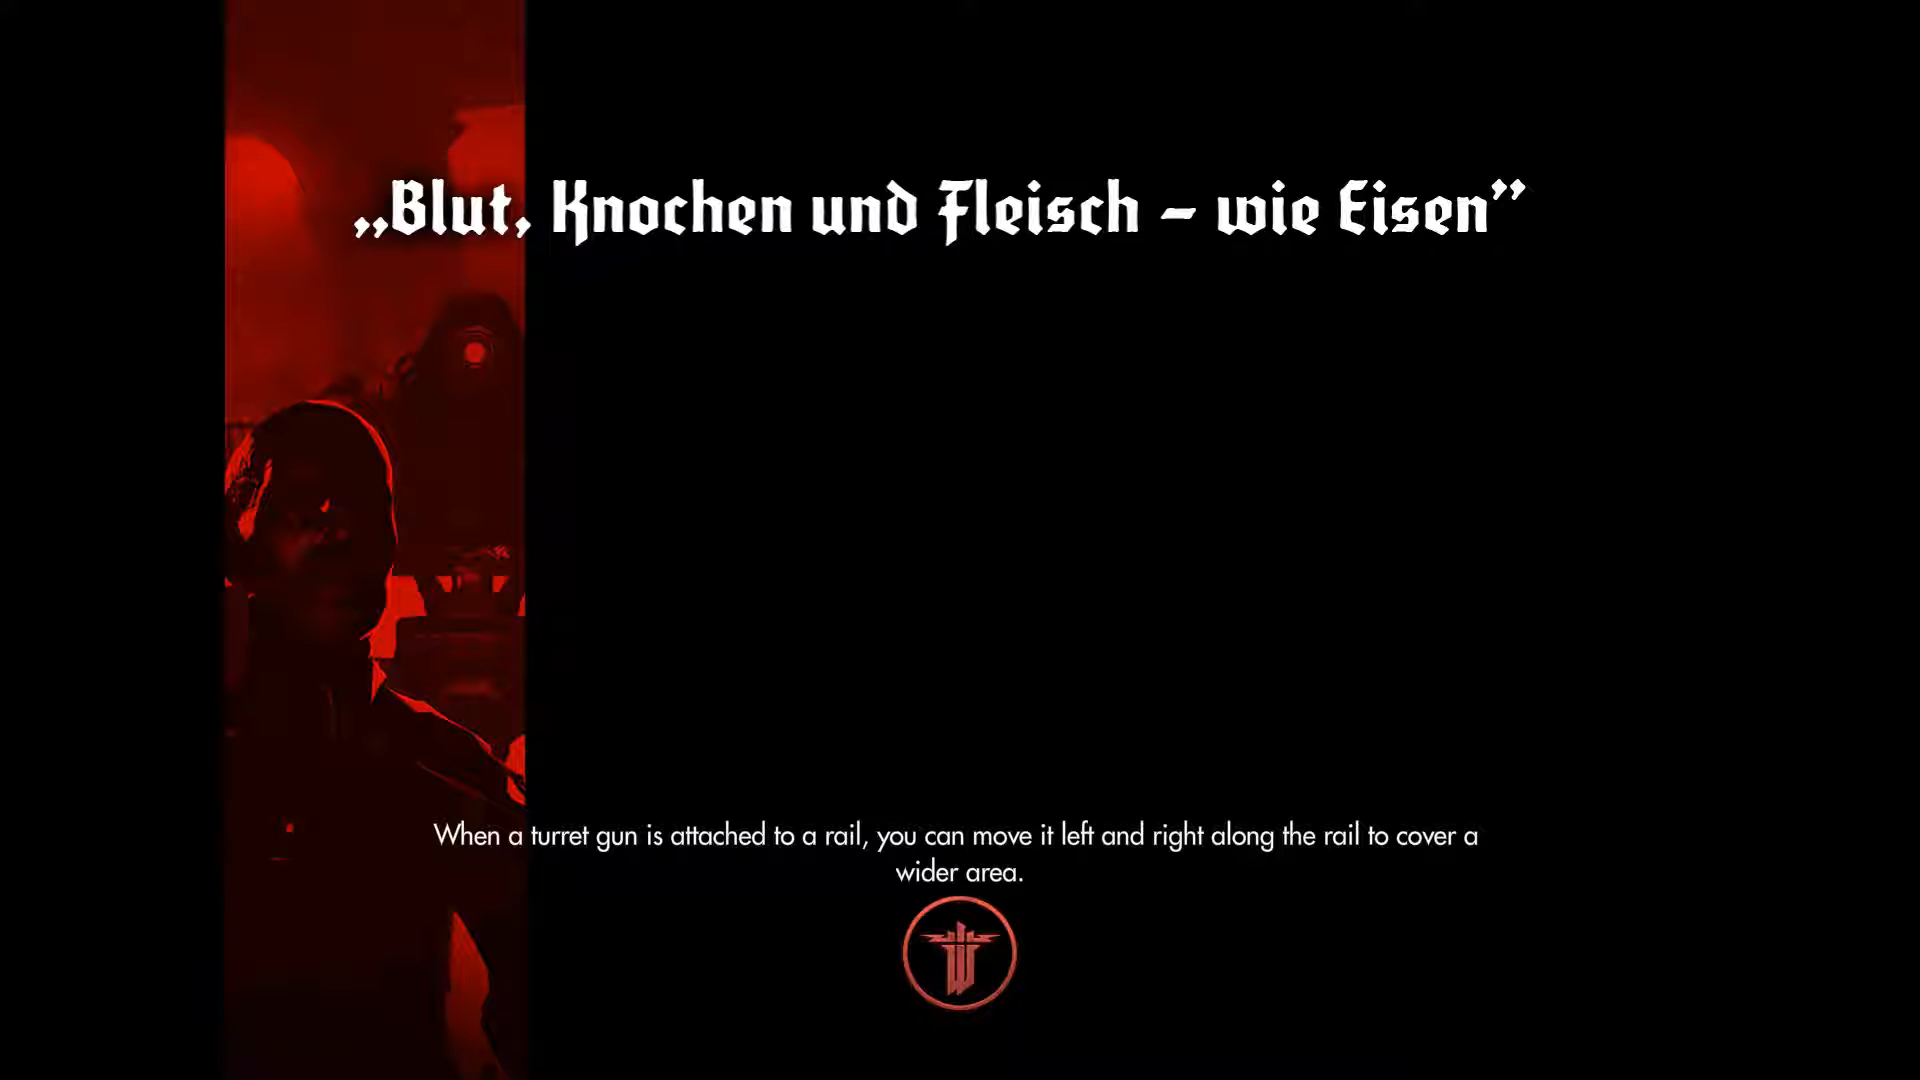 „Blut, Knochen und Fleisch – wie Eisen”
When a turret gun is attached to a rail, you can move it left and right along the rail to cover a
wider area.